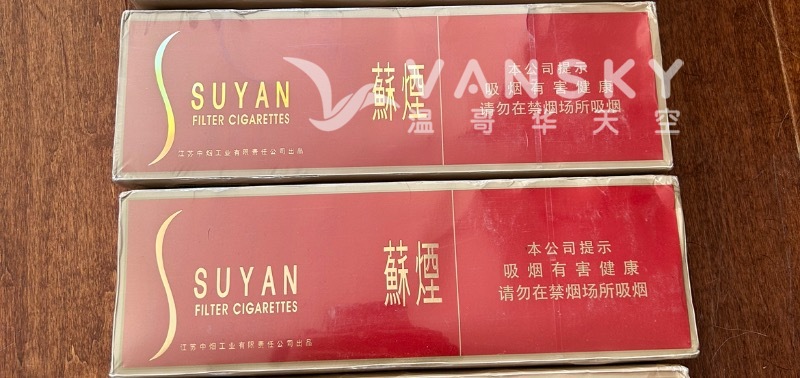 SUYAN
FILTER CIGARETTES
江苏中烟工业有限责任公司出品
蘇煙
本公司提示
吸烟有害健康
请勿在禁烟场所吸烟
VANSKY
温哥华天空
SUYAN
FILTER CIGARETTES
江苏中烟工业有限责任公司出品
蘇煙
本公司提示
吸烟有害健康
请勿在禁烟场所吸烟